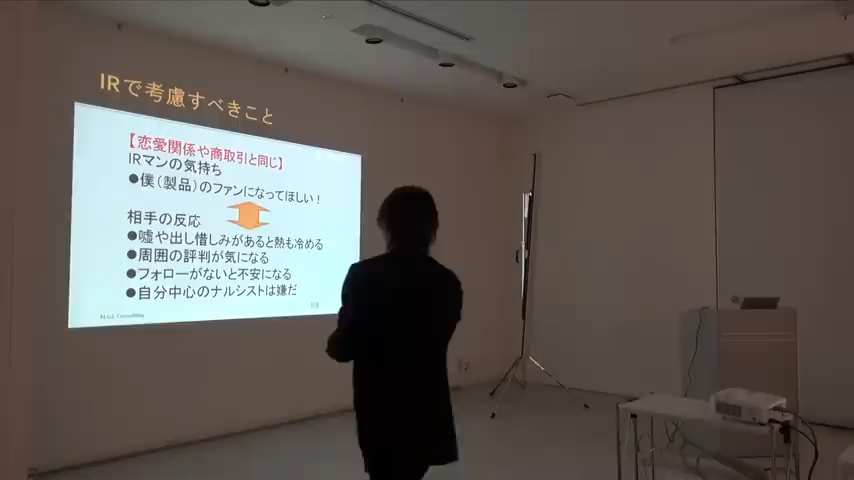 IRで考慮すべきこと
【恋愛関係や商取引と同じ】
IRマンの気持ち
●僕(製品)のファンになってほしい！
相手の反応
●嘘や出し惜しみがあると熱も冷める
●周囲の評判が気になる
●フォローがないと不安になる
●自分中心のナルシストは嫌だ